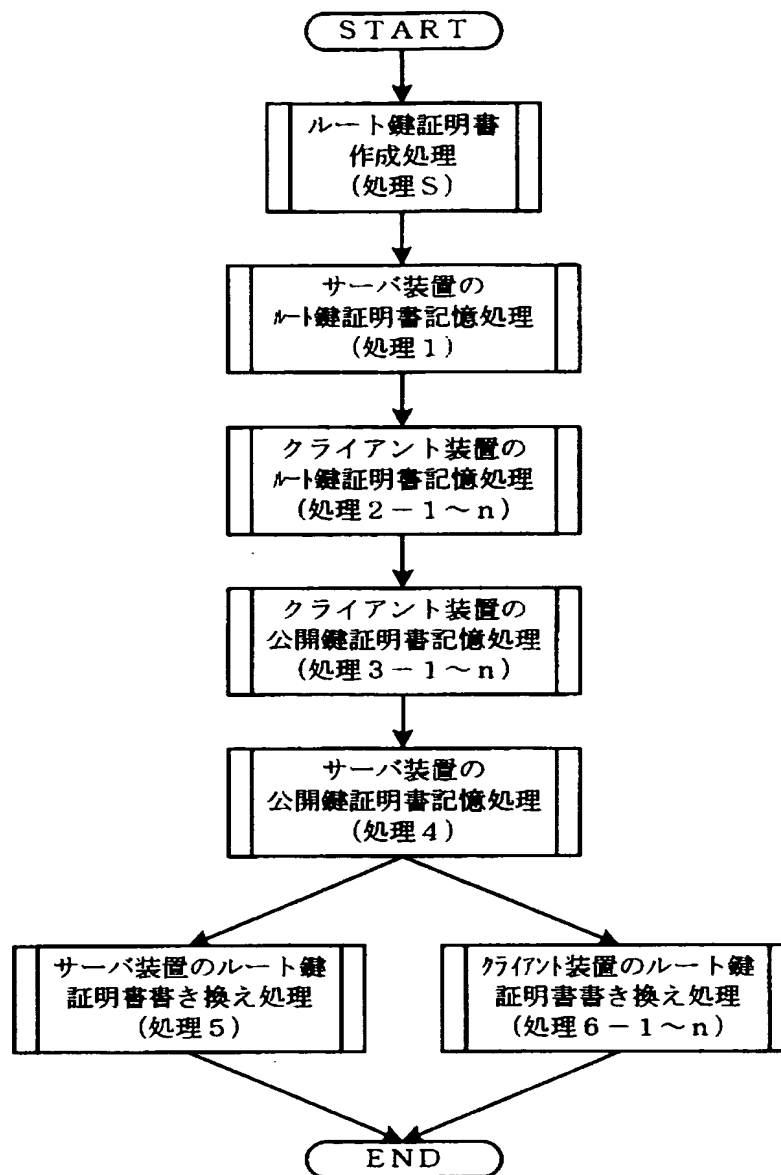 START
ルート鍵証明書
作成処理
(処理S)
サーバ装置の
ﾙｰﾄ鍵証明書記憶処理
(処理1)
クライアント装置の
ﾙｰﾄ鍵証明書記憶処理
(処理2-1~n)
クライアント装置の
公開鍵証明書記憶処理
(処理3-1~n)
サーバ装置の
公開鍵証明書記憶処理
(処理4)
サーバ装置のルート鍵
証明書書き換え処理
(処理5)
ｸﾗｲｱﾝﾄ装置のルート鍵
証明書書き換え処理
(処理6-1~n)
END